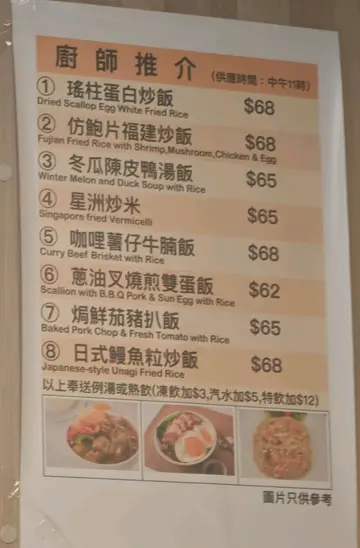 廚師推介 (供應時間：中午11時)
① 瑤柱蛋白炒飯 $68
Dried Scallop Egg White Fried Rice
② 仿鮑片福建炒飯 $68
Fujian Fried Rice with Shrimp,Mushroom,Chicken & Egg
③ 冬瓜陳皮鴨湯飯 $65
Winter Melon and Duck Soup with Rice
④ 星洲炒米 $65
Singapore fried Vermicelli
⑤ 咖哩薯仔牛腩飯 $68
Curry Beef Brisket with Rice
⑥ 蔥油叉燒煎雙蛋飯 $62
Scallion with B.B.Q Pork & Sun Egg with Rice
⑦ 焗鮮茄豬扒飯 $65
Baked Pork Chop & Fresh Tomato with Rice
⑧ 日式鰻魚粒炒飯 $68
Japanese-style Unagi Fried Rice
以上奉送例湯或熱飲(凍飲加$3,汽水加$5,特飲加$12)
圖片只供參考